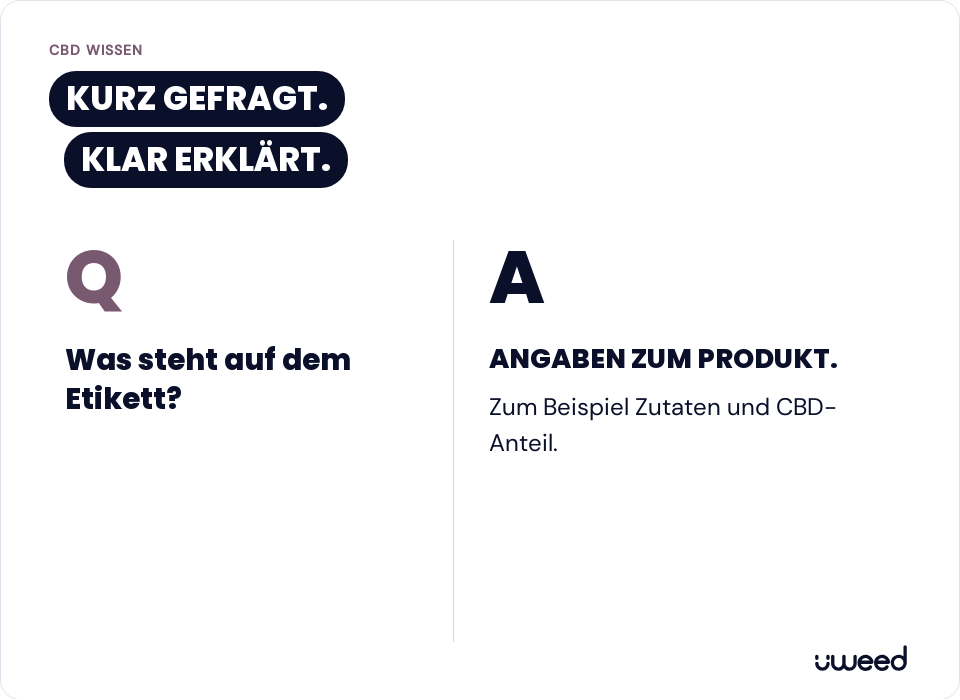 CBD WISSEN
KURZ GEFRAGT.
KLAR ERKLÄRT.
Q
Was steht auf dem
Etikett?
A
ANGABEN ZUM PRODUKT.
Zum Beispiel Zutaten und CBD-
Anteil.
üweed